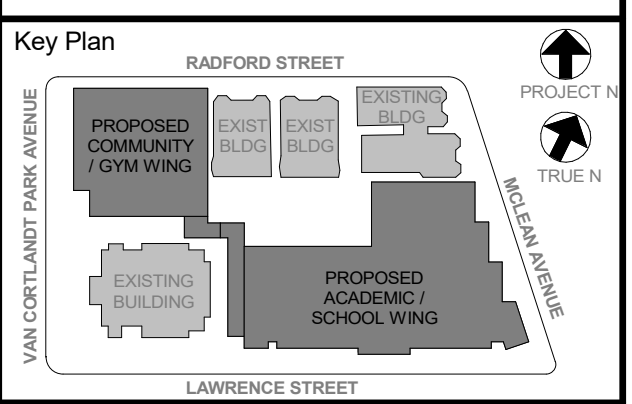 Key Plan
RADFORD STREET
PROJECT N
TRUE N
VAN CORTLANDT PARK AVENUE
PROPOSED
COMMUNITY
/ GYM WING
EXIST
BLDG
EXIST
BLDG
EXISTING
BLDG
MCLEAN AVENUE
EXISTING
BUILDING
PROPOSED
ACADEMIC /
SCHOOL WING
LAWRENCE STREET